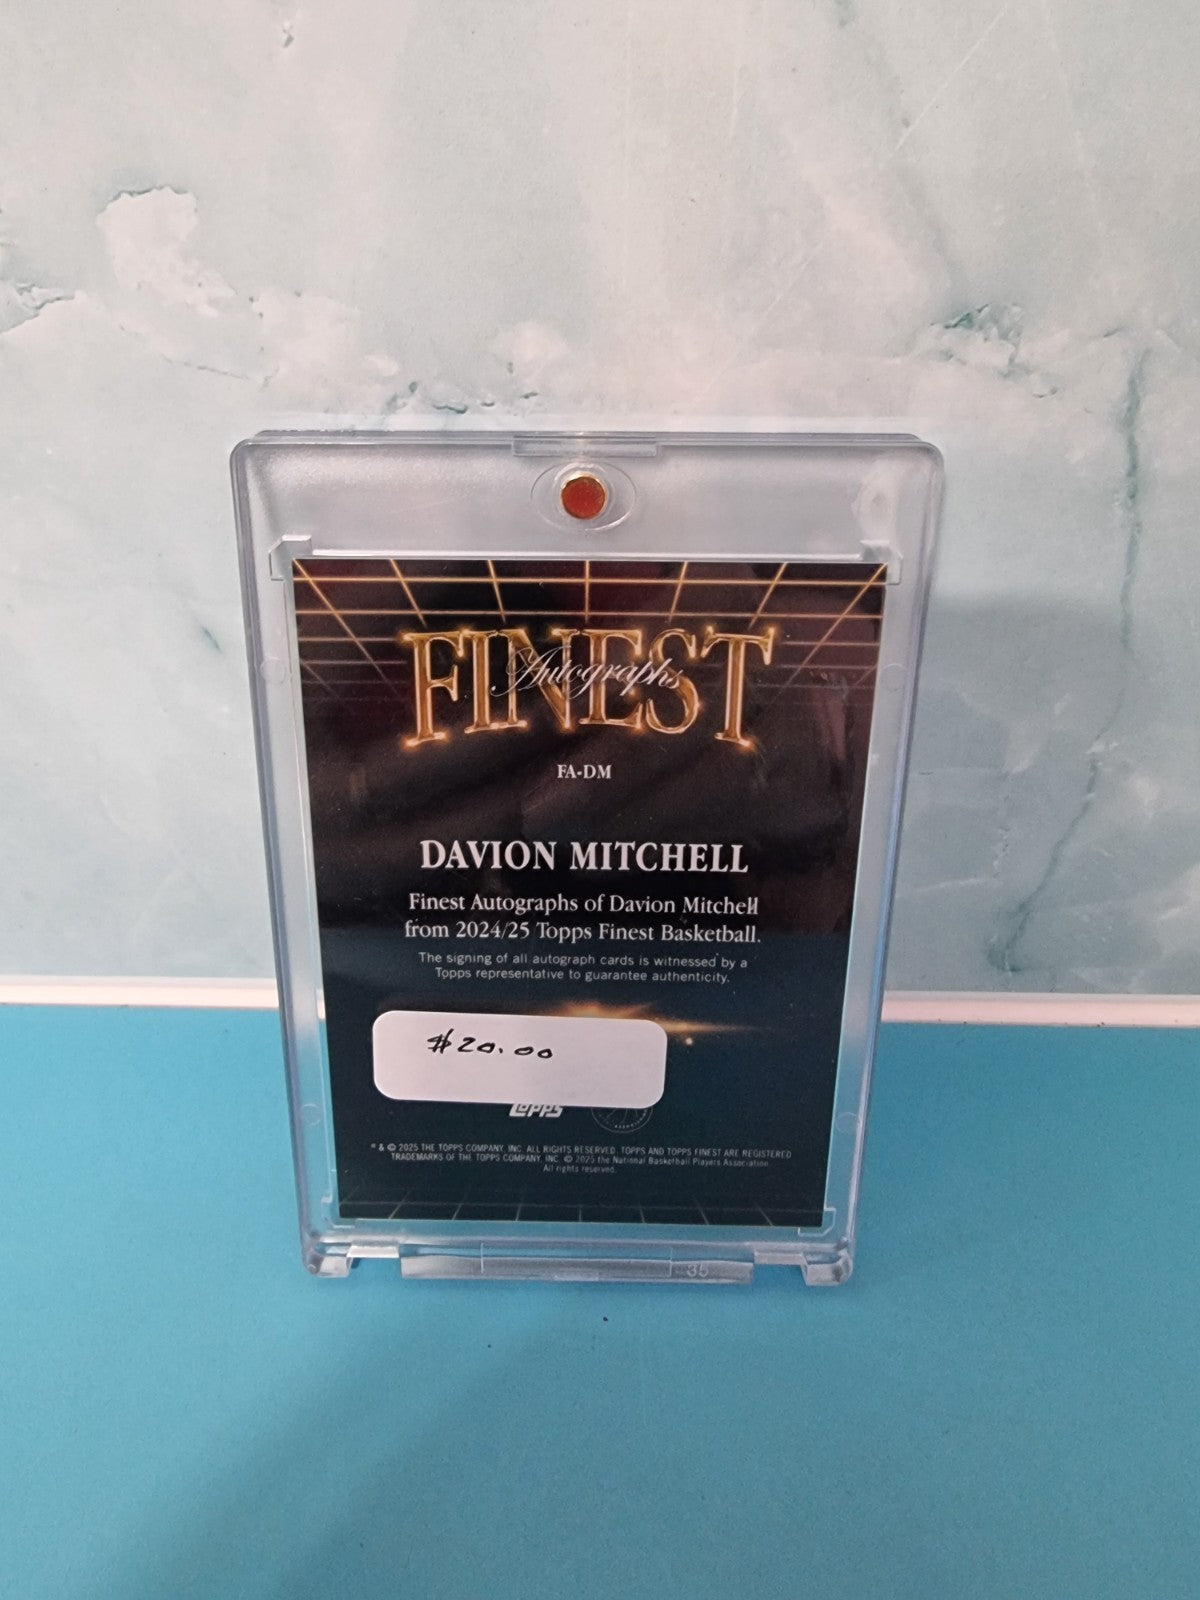 FINEST
Autographs
FA-DM
DAVION MITCHELL
Finest Autographs of Davion Mitchell
from 2024/25 Topps Finest Basketball.
The signing of all autograph cards is witnessed by a
Topps representative to guarantee authenticity.
$20.00
topps
® & © 2025 THE TOPPS COMPANY, INC. ALL RIGHTS RESERVED. TOPPS AND TOPPS FINEST ARE REGISTERED
TRADEMARKS OF THE TOPPS COMPANY, INC. © 2025 the National Basketball Players Association.
All rights reserved.
35